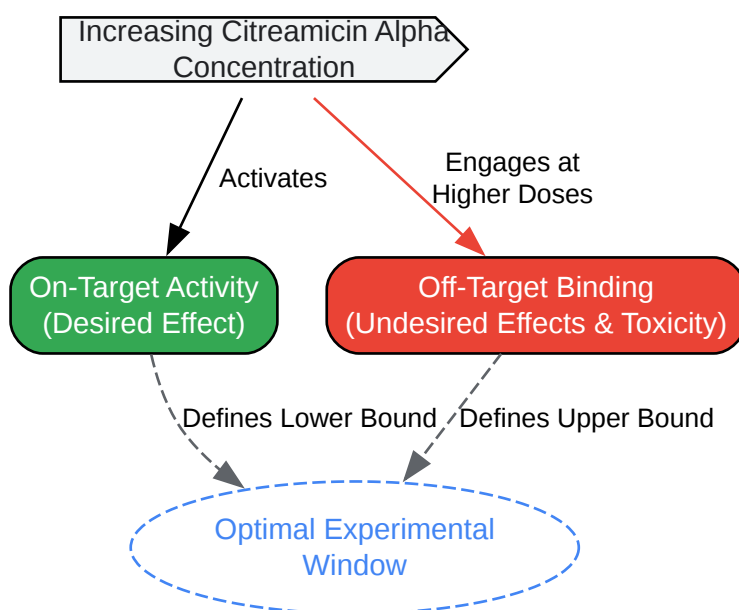 Increasing Citreamicin Alpha
Concentration
Activates
Engages at
Higher Doses
On-Target Activity
(Desired Effect)
Off-Target Binding
(Undesired Effects & Toxicity)
Defines Lower Bound
Defines Upper Bound
Optimal Experimental
Window